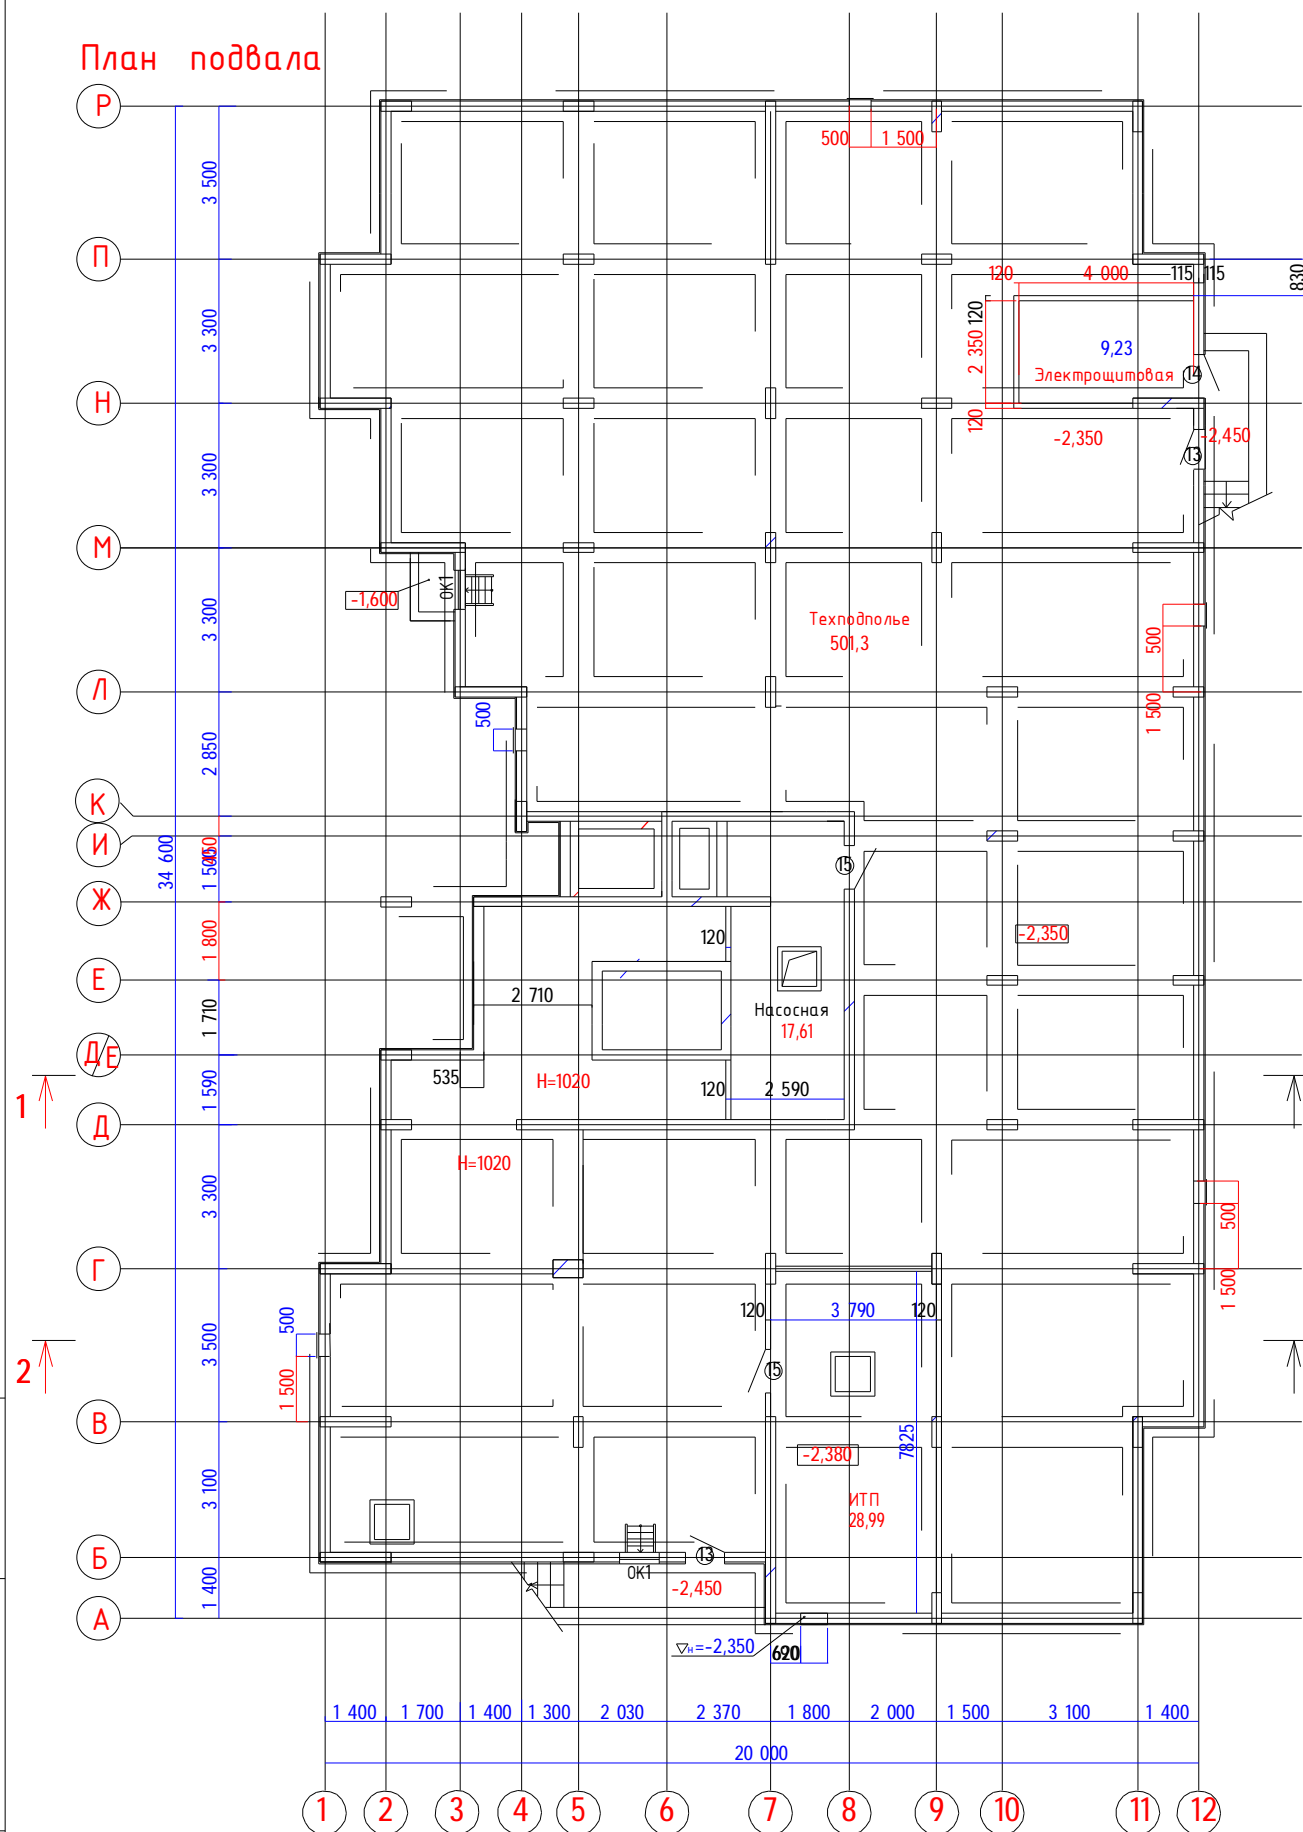 План подвала
Р
500 1 500
3 500
П
120 4 000 115 115
830
120
2 350
9,23
Электрощитовая 14
3 300
Н
120
-2,350
-2,450
13
3 300
М
ОК1
-1,600
3 300
Техподполье
501,3
500
1 500
Л
500
2 850
К
И
34 600
1 500
450
15
Ж
1 800
120
-2,350
Е
2 710
1 710
Насосная
17,61
Д/Е
535
Н=1020
120
2 590
1
1 590
Д
Н=1020
3 300
500
1 500
Г
120 3 790 120
500
3 500
2
1 500
15
В
7825
-2,380
3 100
ИТП
28,99
Б
13
ОК1
-2,450
1 400
А
н=-2,350
620
1 400 1 700 1 400 1 300 2 030 2 370 1 800 2 000 1 500 3 100 1 400
20 000
1 2 3 4 5 6 7 8 9 10 11 12